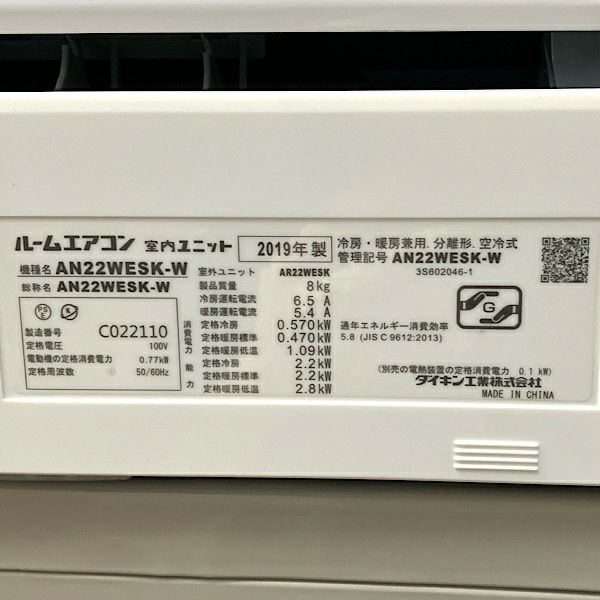 ルームエアコン 室内ユニット 2019年製 冷房・暖房兼用. 分離形. 空冷式
機種名 AN22WESK-W 室外ユニット AR22WESK 管理記号 AN22WESK-W
総称名 AN22WESK-W 製品質量 8kg 3S602046-1
冷房運転電流 6.5 A
暖房運転電流 5.4 A
PS E
G
製造番号 C022110
定格電圧 100V
電動機の定格消費電力 0.77kW
定格周波数 50/60Hz
消費電力
定格冷房 0.570kW
定格暖房標準 0.470kW
定格暖房低温 1.09kW
能力
定格冷房 2.2kW
定格暖房標準 2.2kW
定格暖房低温 2.8kW
通年エネルギー消費効率
5.8 (JIS C 9612:2013)
(別売の電熱装置の定格消費電力 0.1 kW)
ダイキン工業株式会社
MADE IN CHINA